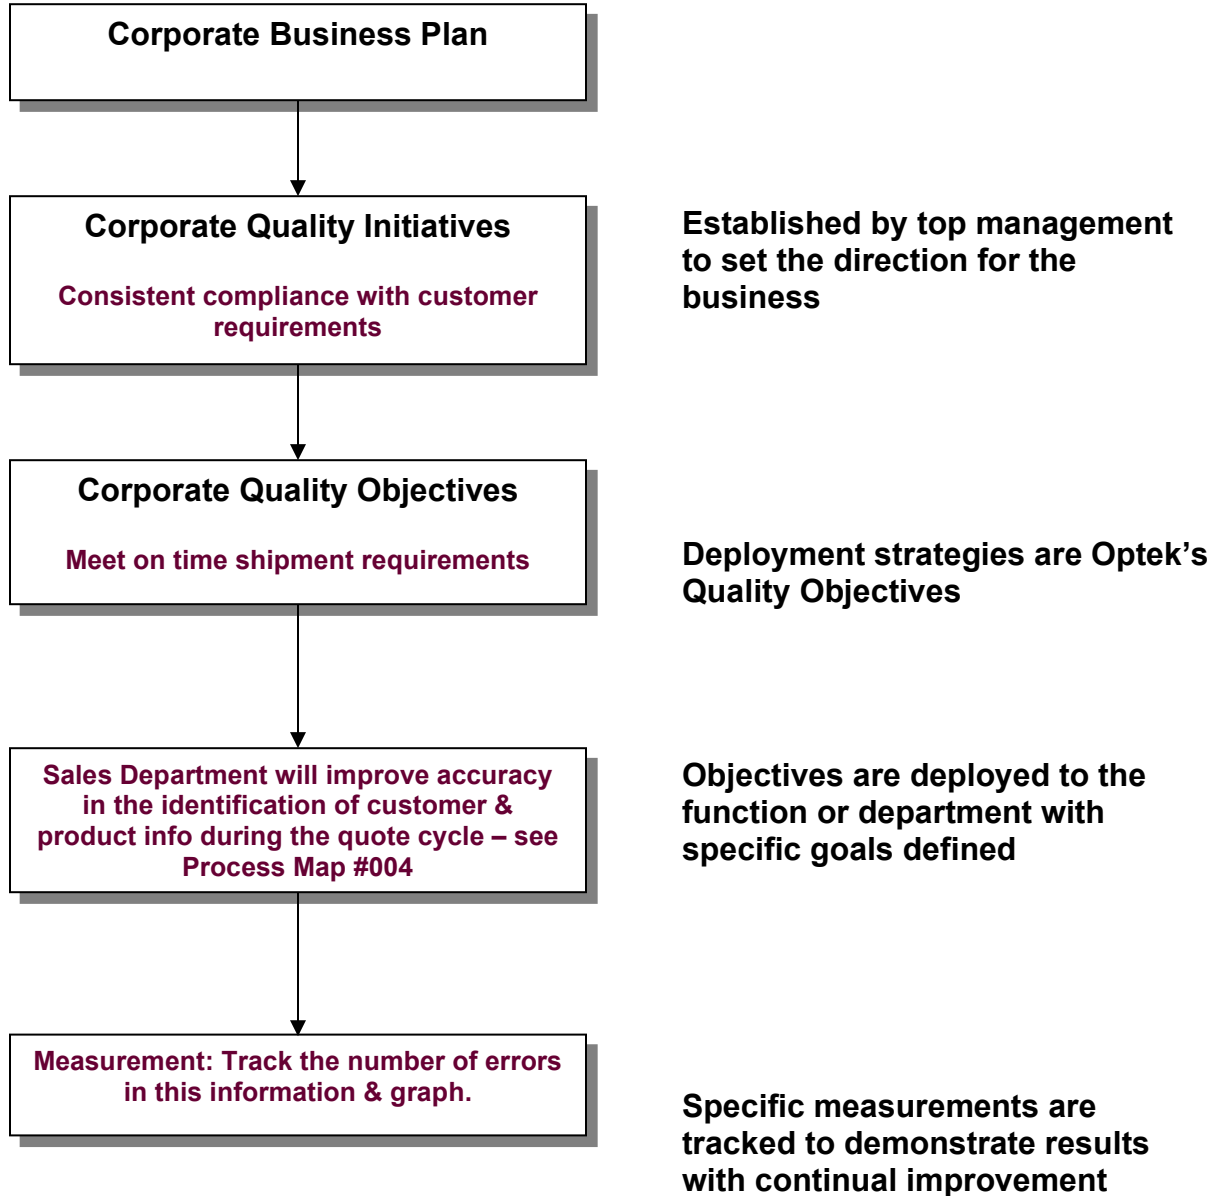 Corporate Business Plan
Corporate Quality Initiatives
Consistent compliance with customer
requirements
Established by top management
to set the direction for the
business
Corporate Quality Objectives
Meet on time shipment requirements
Deployment strategies are Optek’s
Quality Objectives
Sales Department will improve accuracy
in the identification of customer &
product info during the quote cycle – see
Process Map #004
Objectives are deployed to the
function or department with
specific goals defined
Measurement: Track the number of errors
in this information & graph.
Specific measurements are
tracked to demonstrate results
with continual improvement